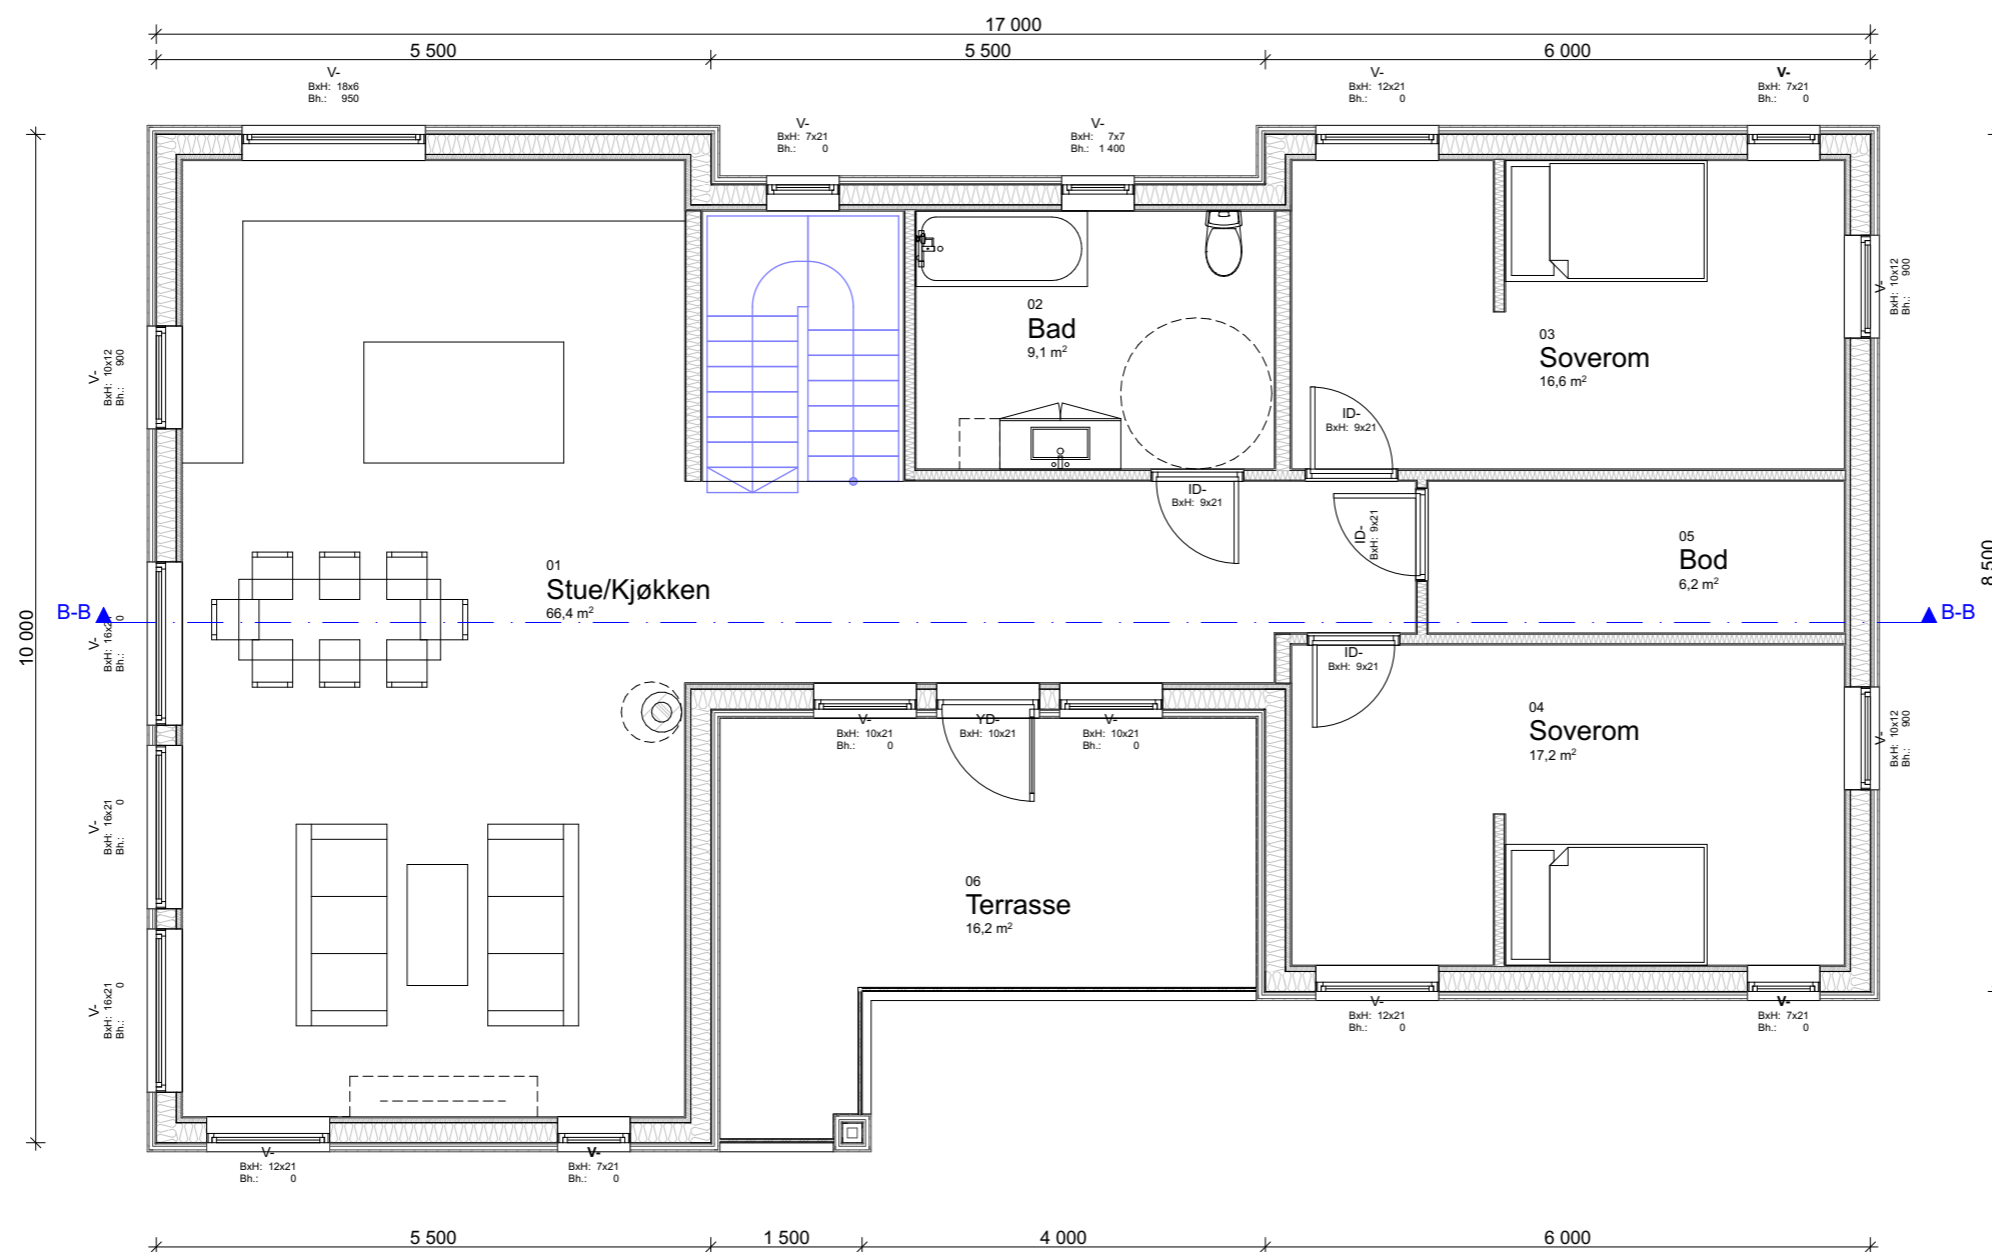 17 000
5 500
5 500
6 000
V-
BxH: 18x6
Bh.: 950
V-
BxH: 12x21
Bh.: 0
V-
BxH: 7x21
Bh.: 0
V-
BxH: 7x21
Bh.: 0
V-
BxH: 7x7
Bh.: 1 400
V-
BxH: 10x12
Bh.: 900
V-
BxH: 10x12
Bh.: 900
02
Bad
9,1 m²
03
Soverom
16,6 m²
ID-
BxH: 9x21
ID-
BxH: 9x21
ID-
BxH: 9x21
01
Stue/Kjøkken
66,4 m²
05
Bod
6,2 m²
8 500
10 000
B-B
B-B
V-
BxH: 16x21
Bh.: 0
ID-
BxH: 9x21
V-
BxH: 10x21
Bh.: 0
YD-
BxH: 10x21
V-
BxH: 10x21
Bh.: 0
04
Soverom
17,2 m²
V-
BxH: 10x12
Bh.: 900
V-
BxH: 16x21
Bh.: 0
06
Terrasse
16,2 m²
V-
BxH: 16x21
Bh.: 0
V-
BxH: 12x21
Bh.: 0
V-
BxH: 7x21
Bh.: 0
V-
BxH: 12x21
Bh.: 0
V-
BxH: 7x21
Bh.: 0
5 500
1 500
4 000
6 000